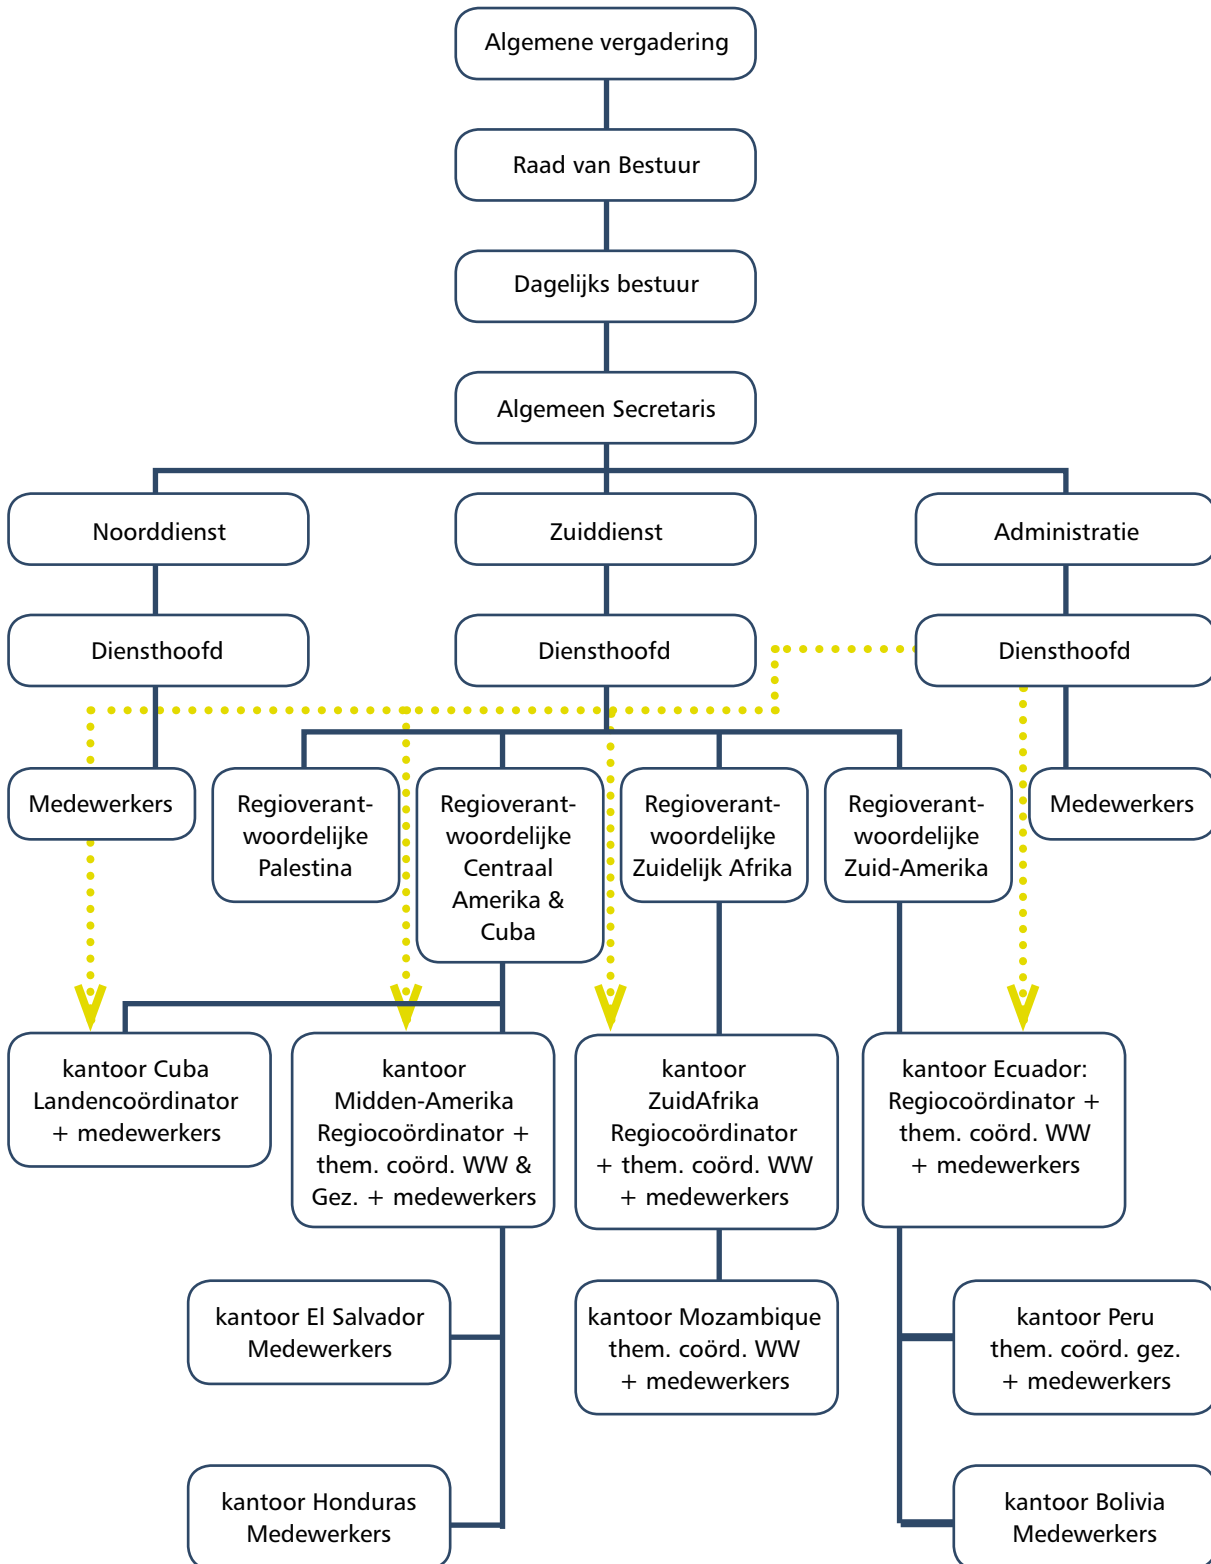 Algemene vergadering
Raad van Bestuur
Dagelijks bestuur
Algemeen Secretaris
Noorddienst
Zuiddienst
Administratie
Diensthoofd
Diensthoofd
Diensthoofd
Medewerkers
Regioverant-
woordelijke
Palestina
Regioverant-
woordelijke
Centraal
Amerika &
Cuba
Regioverant-
woordelijke
Zuidelijk Afrika
Regioverant-
woordelijke
Zuid-Amerika
Medewerkers
kantoor Cuba
Landencoördinator
+ medewerkers
kantoor
Midden-Amerika
Regiocoördinator +
them. coörd. WW &
Gez. + medewerkers
kantoor
ZuidAfrika
Regiocoördinator
+ them. coörd. WW
+ medewerkers
kantoor Ecuador:
Regiocoördinator +
them. coörd. WW
+ medewerkers
kantoor El Salvador
Medewerkers
kantoor Mozambique
them. coörd. WW
+ medewerkers
kantoor Peru
them. coörd. gez.
+ medewerkers
kantoor Honduras
Medewerkers
kantoor Bolivia
Medewerkers